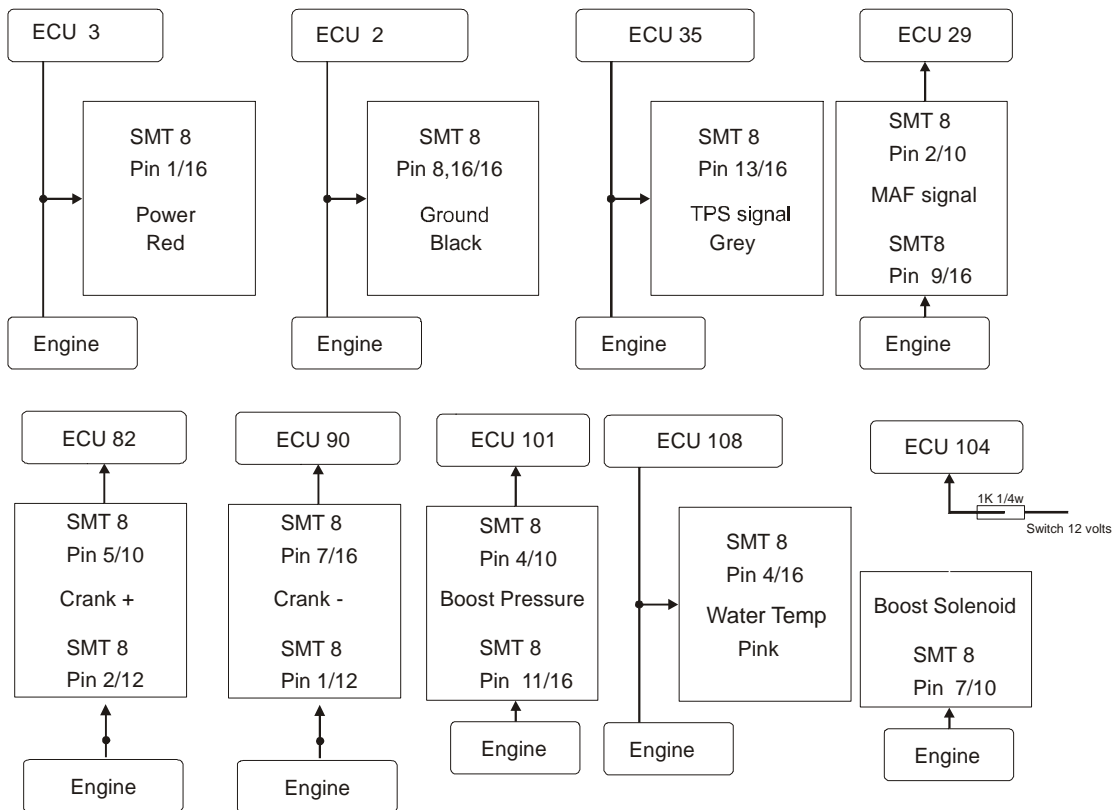 ECU 3
SMT 8
Pin 1/16
Power
Red
Engine
ECU 2
SMT 8
Pin 8,16/16
Ground
Black
Engine
ECU 35
SMT 8
Pin 13/16
TPS signal
Grey
Engine
ECU 29
SMT 8
Pin 2/10
MAF signal
SMT8
Pin 9/16
Engine
ECU 82
SMT 8
Pin 5/10
Crank +
SMT 8
Pin 2/12
Engine
ECU 90
SMT 8
Pin 7/16
Crank -
SMT 8
Pin 1/12
Engine
ECU 101
SMT 8
Pin 4/10
Boost Pressure
SMT 8
Pin 11/16
Engine
ECU 108
SMT 8
Pin 4/16
Water Temp
Pink
Engine
ECU 104
1K 1/4w
Switch 12 volts
Boost Solenoid
SMT 8
Pin 7/10
Engine